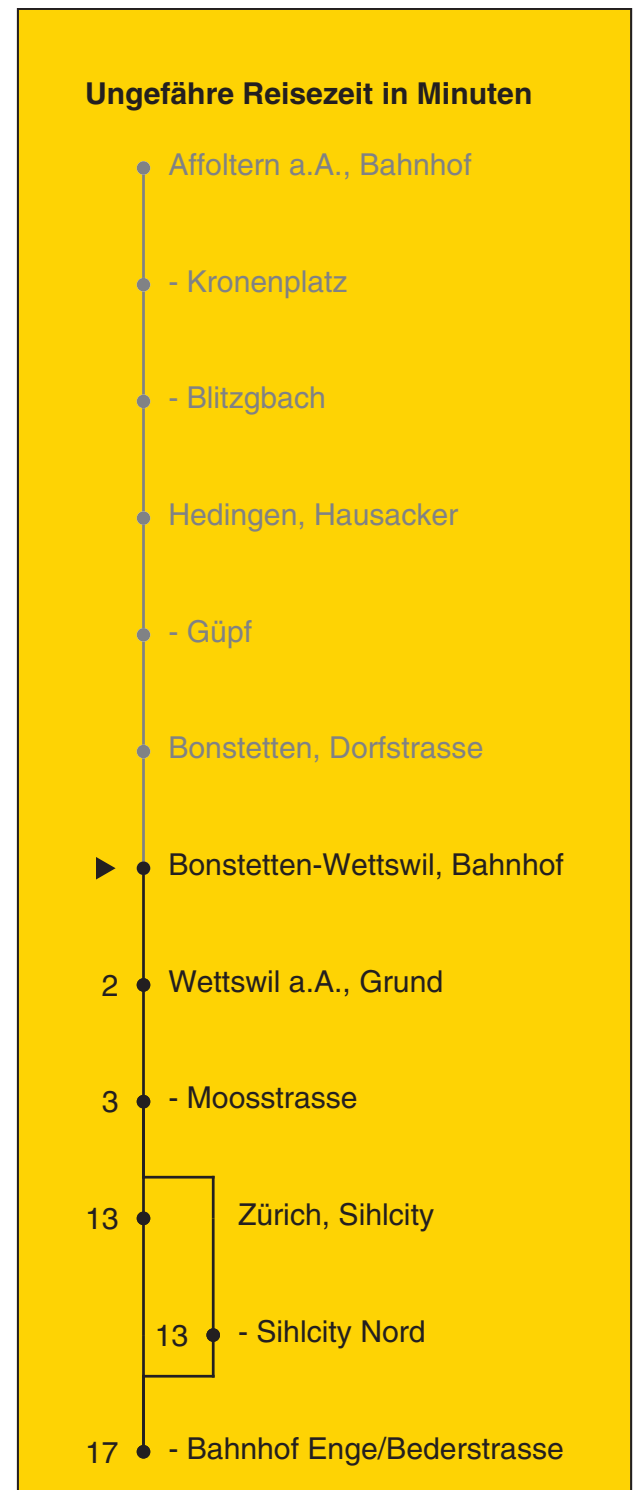 Ungefähre Reisezeit in Minuten
Affoltern a.A., Bahnhof
- Kronenplatz
- Blitzgbach
Hedingen, Hausacker
- Güpf
Bonstetten, Dorfstrasse
Bonstetten-Wettswil, Bahnhof
2 Wettswil a.A., Grund
3 - Moosstrasse
13 Zürich, Sihlcity
13 - Sihlcity Nord
17 - Bahnhof Enge/Bederstrasse